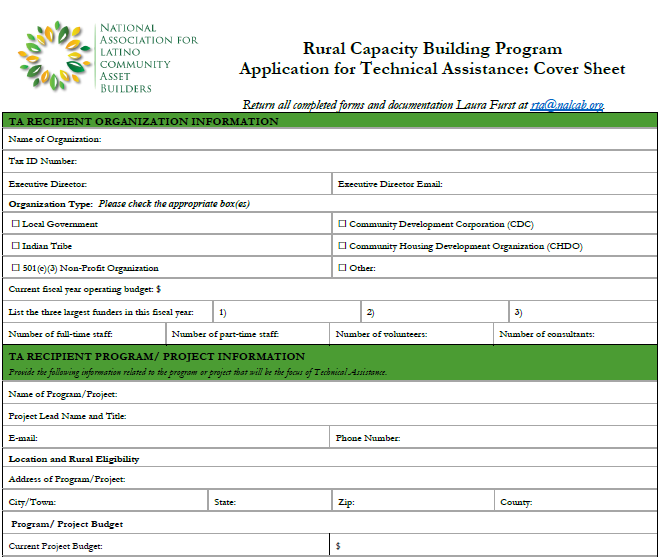 NATIONAL
ASSOCIATION FOR
LATINO
COMMUNITY
ASSET
BUILDERS
Rural Capacity Building Program
Application for Technical Assistance: Cover Sheet
Return all completed forms and documentation Laura Furst at rta@nalcab.org.
TA RECIPIENT ORGANIZATION INFORMATION
Name of Organization:
Tax ID Number:
Executive Director: Executive Director Email:
Organization Type: Please check the appropriate box(es)
☐ Local Government ☐ Community Development Corporation (CDC)
☐ Indian Tribe ☐ Community Housing Development Organization (CHDO)
☐ 501(c)(3) Non-Profit Organization ☐ Other:
Current fiscal year operating budget: $
List the three largest funders in this fiscal year: 1) 2) 3)
Number of full-time staff: Number of part-time staff: Number of volunteers: Number of consultants:
TA RECIPIENT PROGRAM/ PROJECT INFORMATION
Provide the following information related to the program or project that will be the focus of Technical Assistance.
Name of Program/Project:
Project Lead Name and Title:
E-mail: Phone Number:
Location and Rural Eligibility
Address of Program/Project:
City/Town: State: Zip: County:
Program/ Project Budget
Current Project Budget: $